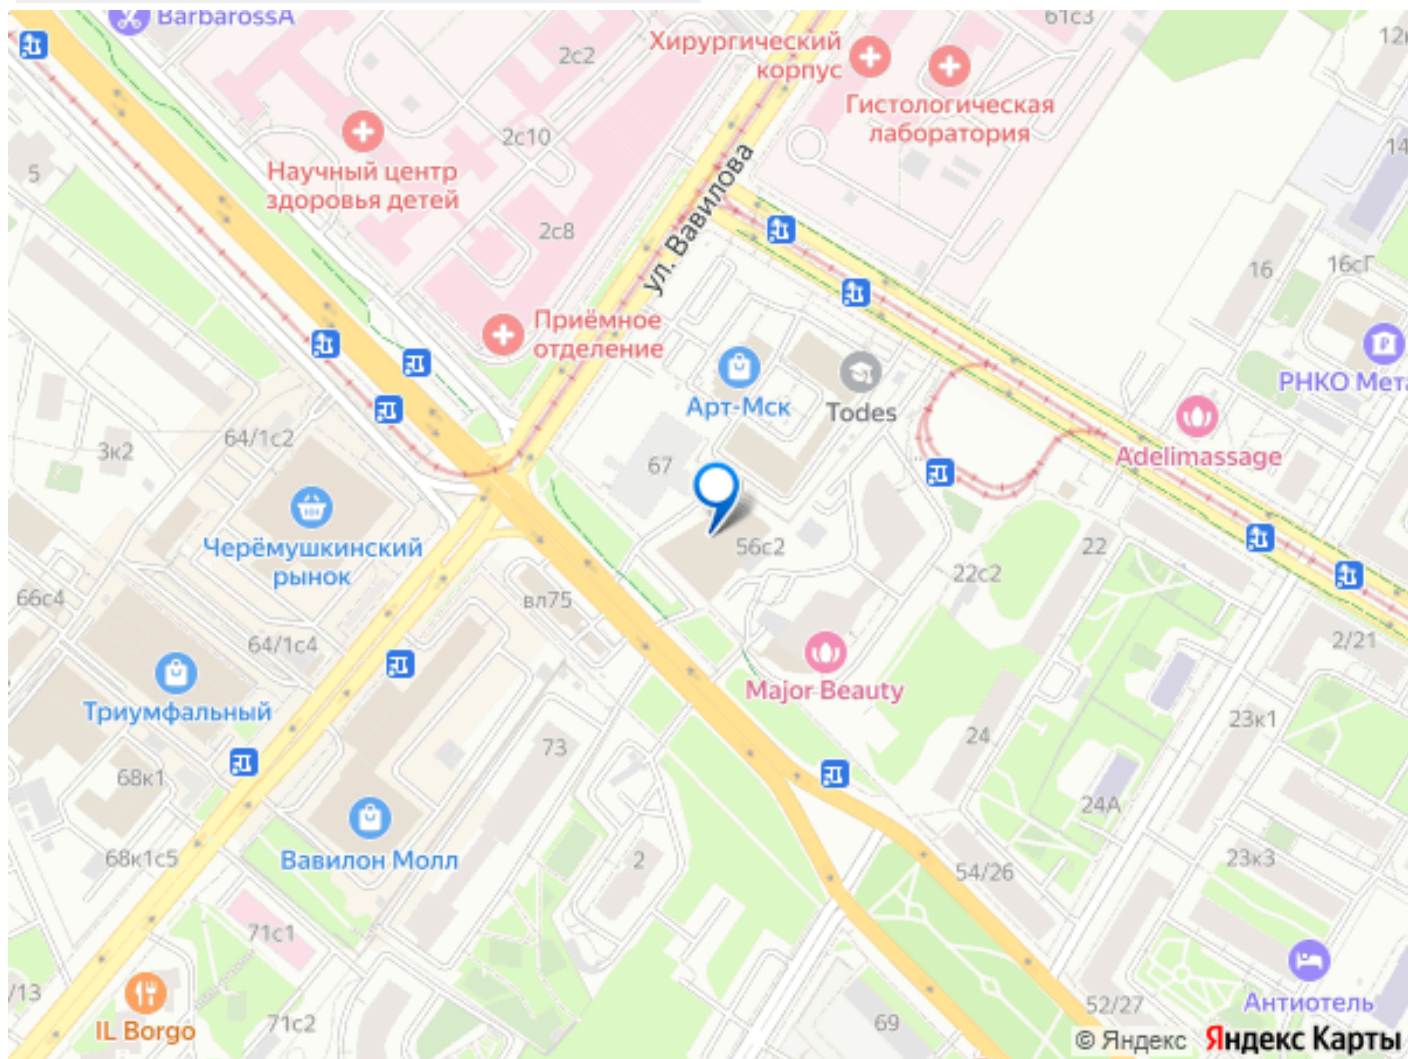 BarbarossA
61с3
2с2
Хирургический
корпус
Гистологическая
лаборатория
2с10
14
5
Научный центр
здоровья детей
ул. Вавилова
2с8
16
16сГ
Приёмное
отделение
РНКО Мета
Арт-Мск
Todes
64/1с2
3к2
67
Adelimassage
Черёмушкинский
рынок
56с2
22
22с2
66с4
вл75
64/1с4
2/21
Major Beauty
Триумфальный
23к1
73
24
68к1
24А
Вавилон Молл
68к1с5
2
54/26
23к3
71с1
/13
IL Borgo
71с2
69
52/27
Антиотель
© Яндекс Яндекс Карты